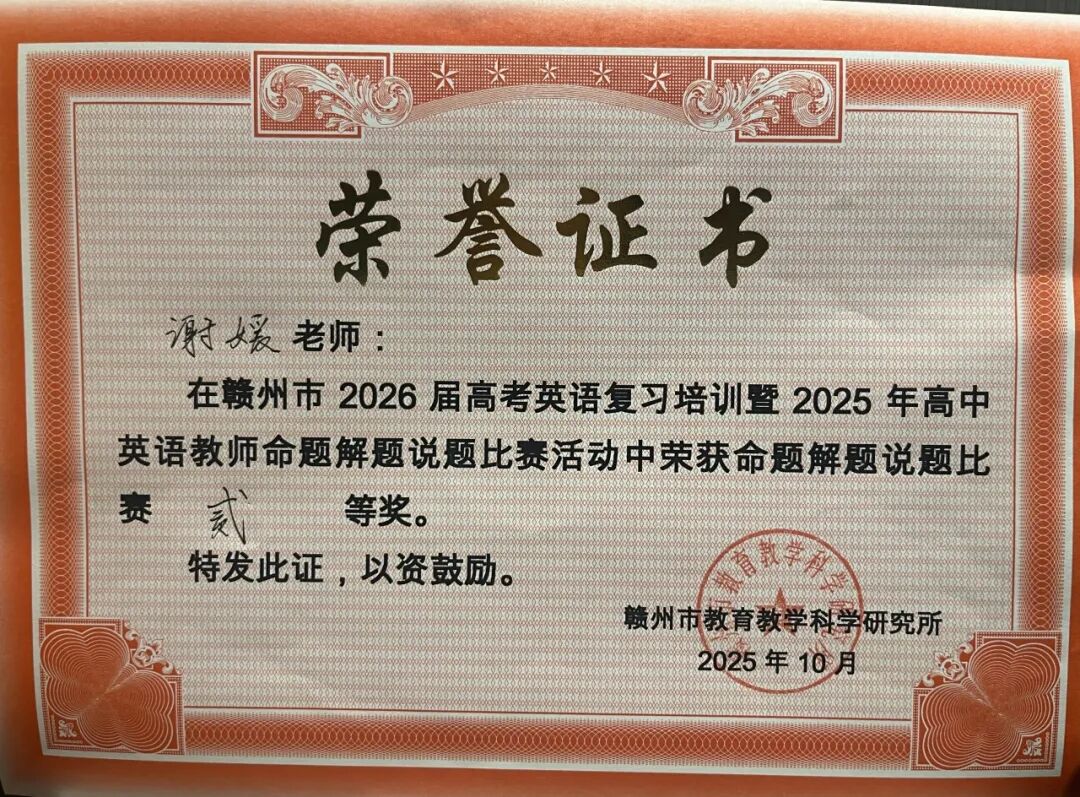 荣誉证书
谢媛老师：
在赣州市 2026 届高考英语复习培训暨 2025 年高中
英语教师命题解题说题比赛活动中荣获命题解题说题比
赛 贰 等奖。
特发此证，以资鼓励。
赣州市教育教学科学研究所
2025 年 10 月